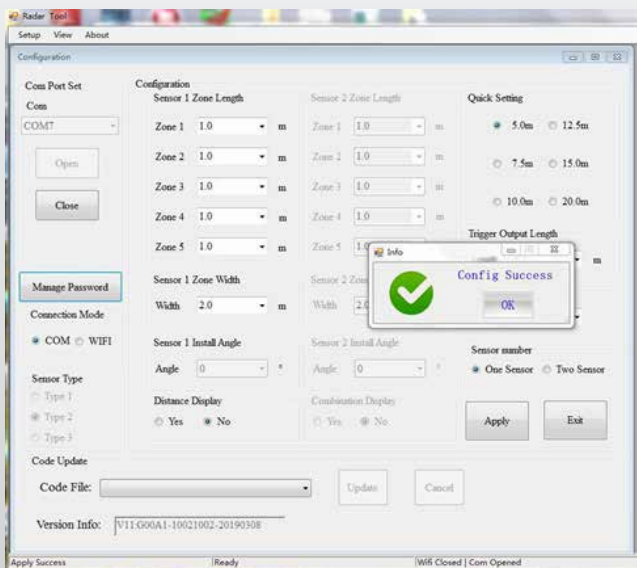 Radar Tool
Setup View About
Configuration
Com Port Set
Com
COM7
Open
Close
Manage Password
Connection Mode
COM WIFI
Sensor Type
Type 1
Type 2
Type 3
Configuration
Sensor 1 Zone Length
Zone 1 1.0 m
Zone 2 1.0 m
Zone 3 1.0 m
Zone 4 1.0 m
Zone 5 1.0 m
Sensor 1 Zone Width
Width 2.0 m
Sensor 1 Install Angle
Angle 0 °
Distance Display
Yes No
Sensor 2 Zone Length
Zone 1 1.0 m
Zone 2 1.0 m
Zone 3 1.0 m
Zone 4 1.0 m
Zone 5 1.0
Sensor 2
Width 2.0
Sensor 2 Install Angle
Angle 0 °
Combination Display
Yes No
Quick Setting
5.0m 12.5m
7.5m 15.0m
10.0m 20.0m
Trigger Output Length
m
Info
Config Success
OK
Sensor number
One Sensor Two Sensor
Apply Exit
Code Update
Code File:
Update Cancel
Version Info: V11:G00A1-10021002-20190308
Apply Success Ready Wifi Closed | Com Opened